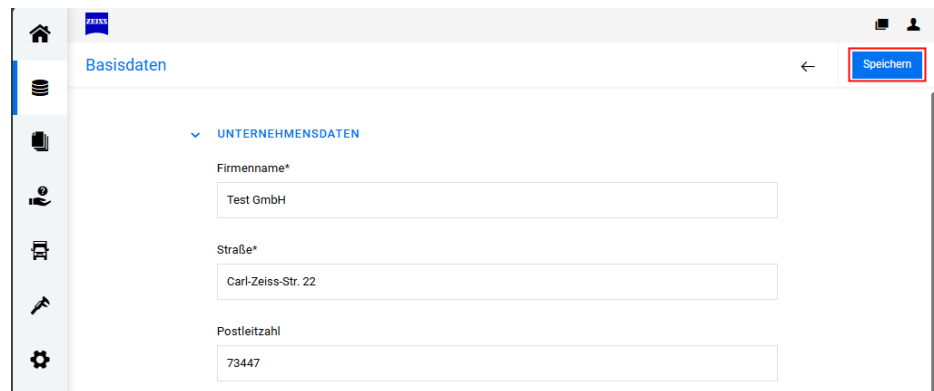 ZEISS
Basisdaten
Speichern
UNTERNEHMENSDATEN
Firmenname*
Test GmbH
Straße*
Carl-Zeiss-Str. 22
Postleitzahl
73447